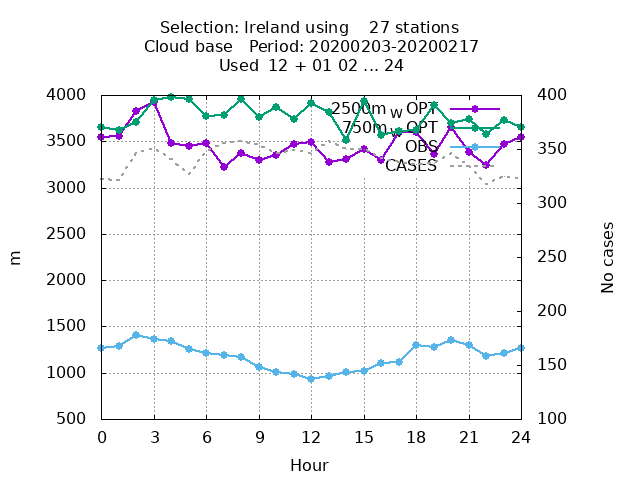 Selection: Ireland using 27 stations
Cloud base Period: 20200203-20200217
Used 12 + 01 02 ... 24
4000 400
2500m_W OPT
750m_W OPT
3500 350
OBS
CASES
3000
300
2500
250
2000
200
1500
150
1000
500 100
m
No cases
0 3 6 9 12 15 18 21 24
Hour